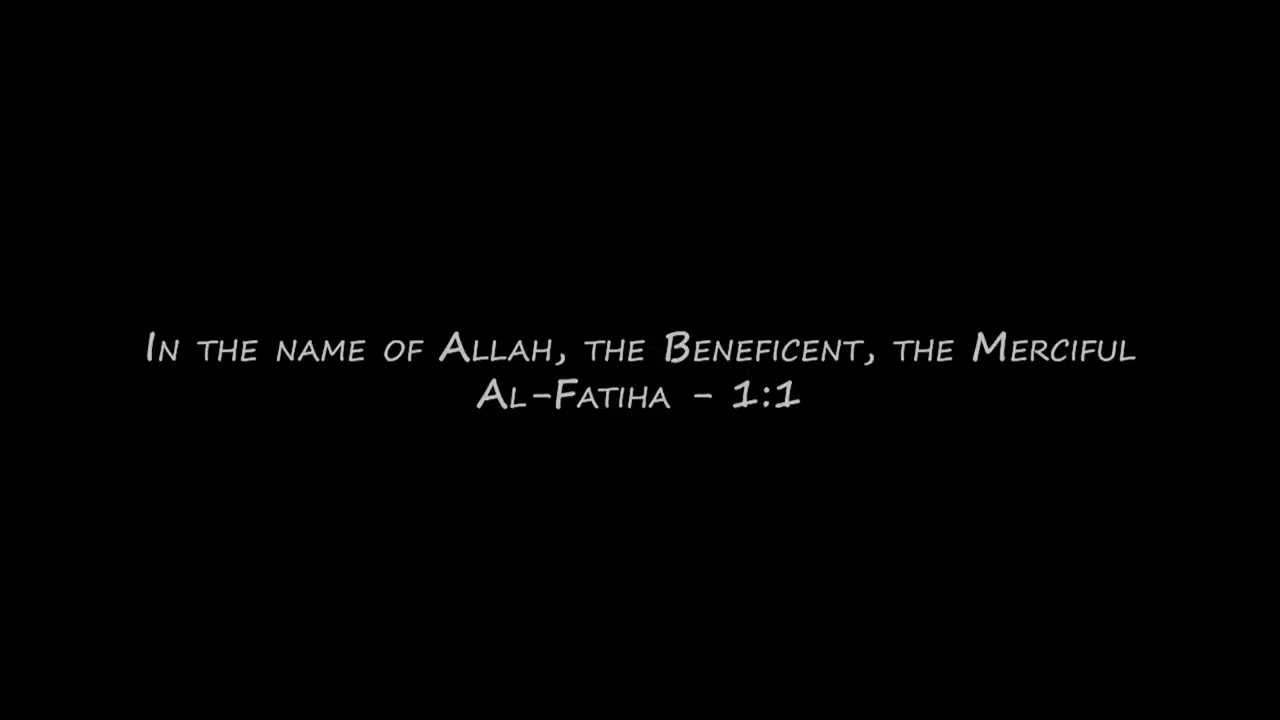 In the name of Allah, the Beneficent, the Merciful
Al-Fatiha - 1:1